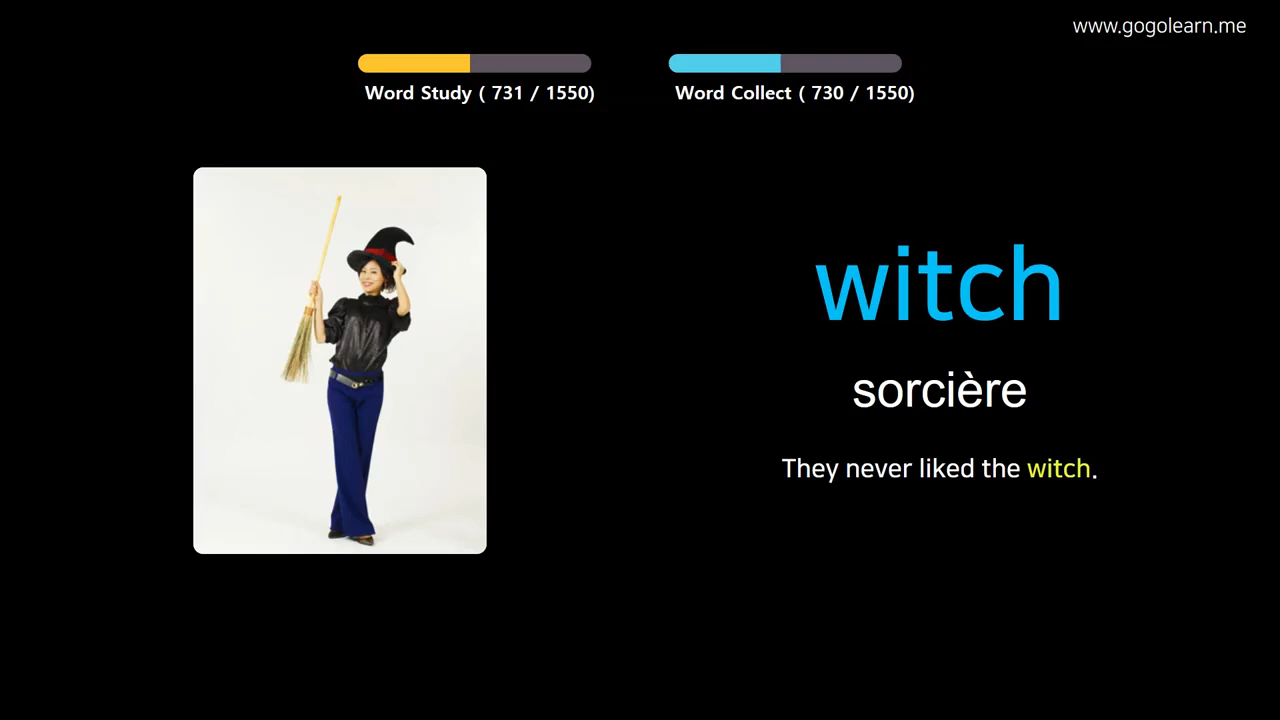 www.gogolearn.me
Word Study ( 731 / 1550)
Word Collect ( 730 / 1550)
witch
sorcière
They never liked the witch.